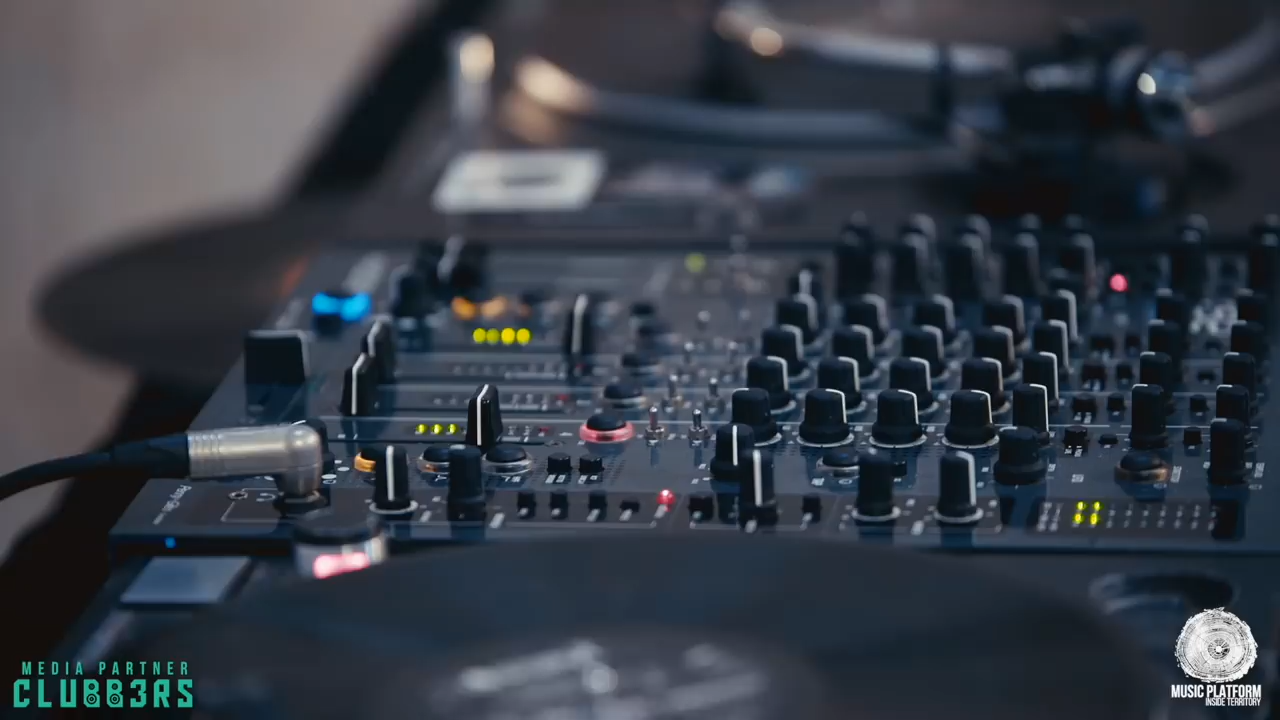 MEDIA PARTNER
CLUBB3RS
MUSIC PLATFORM
INSIDE TERRITORY